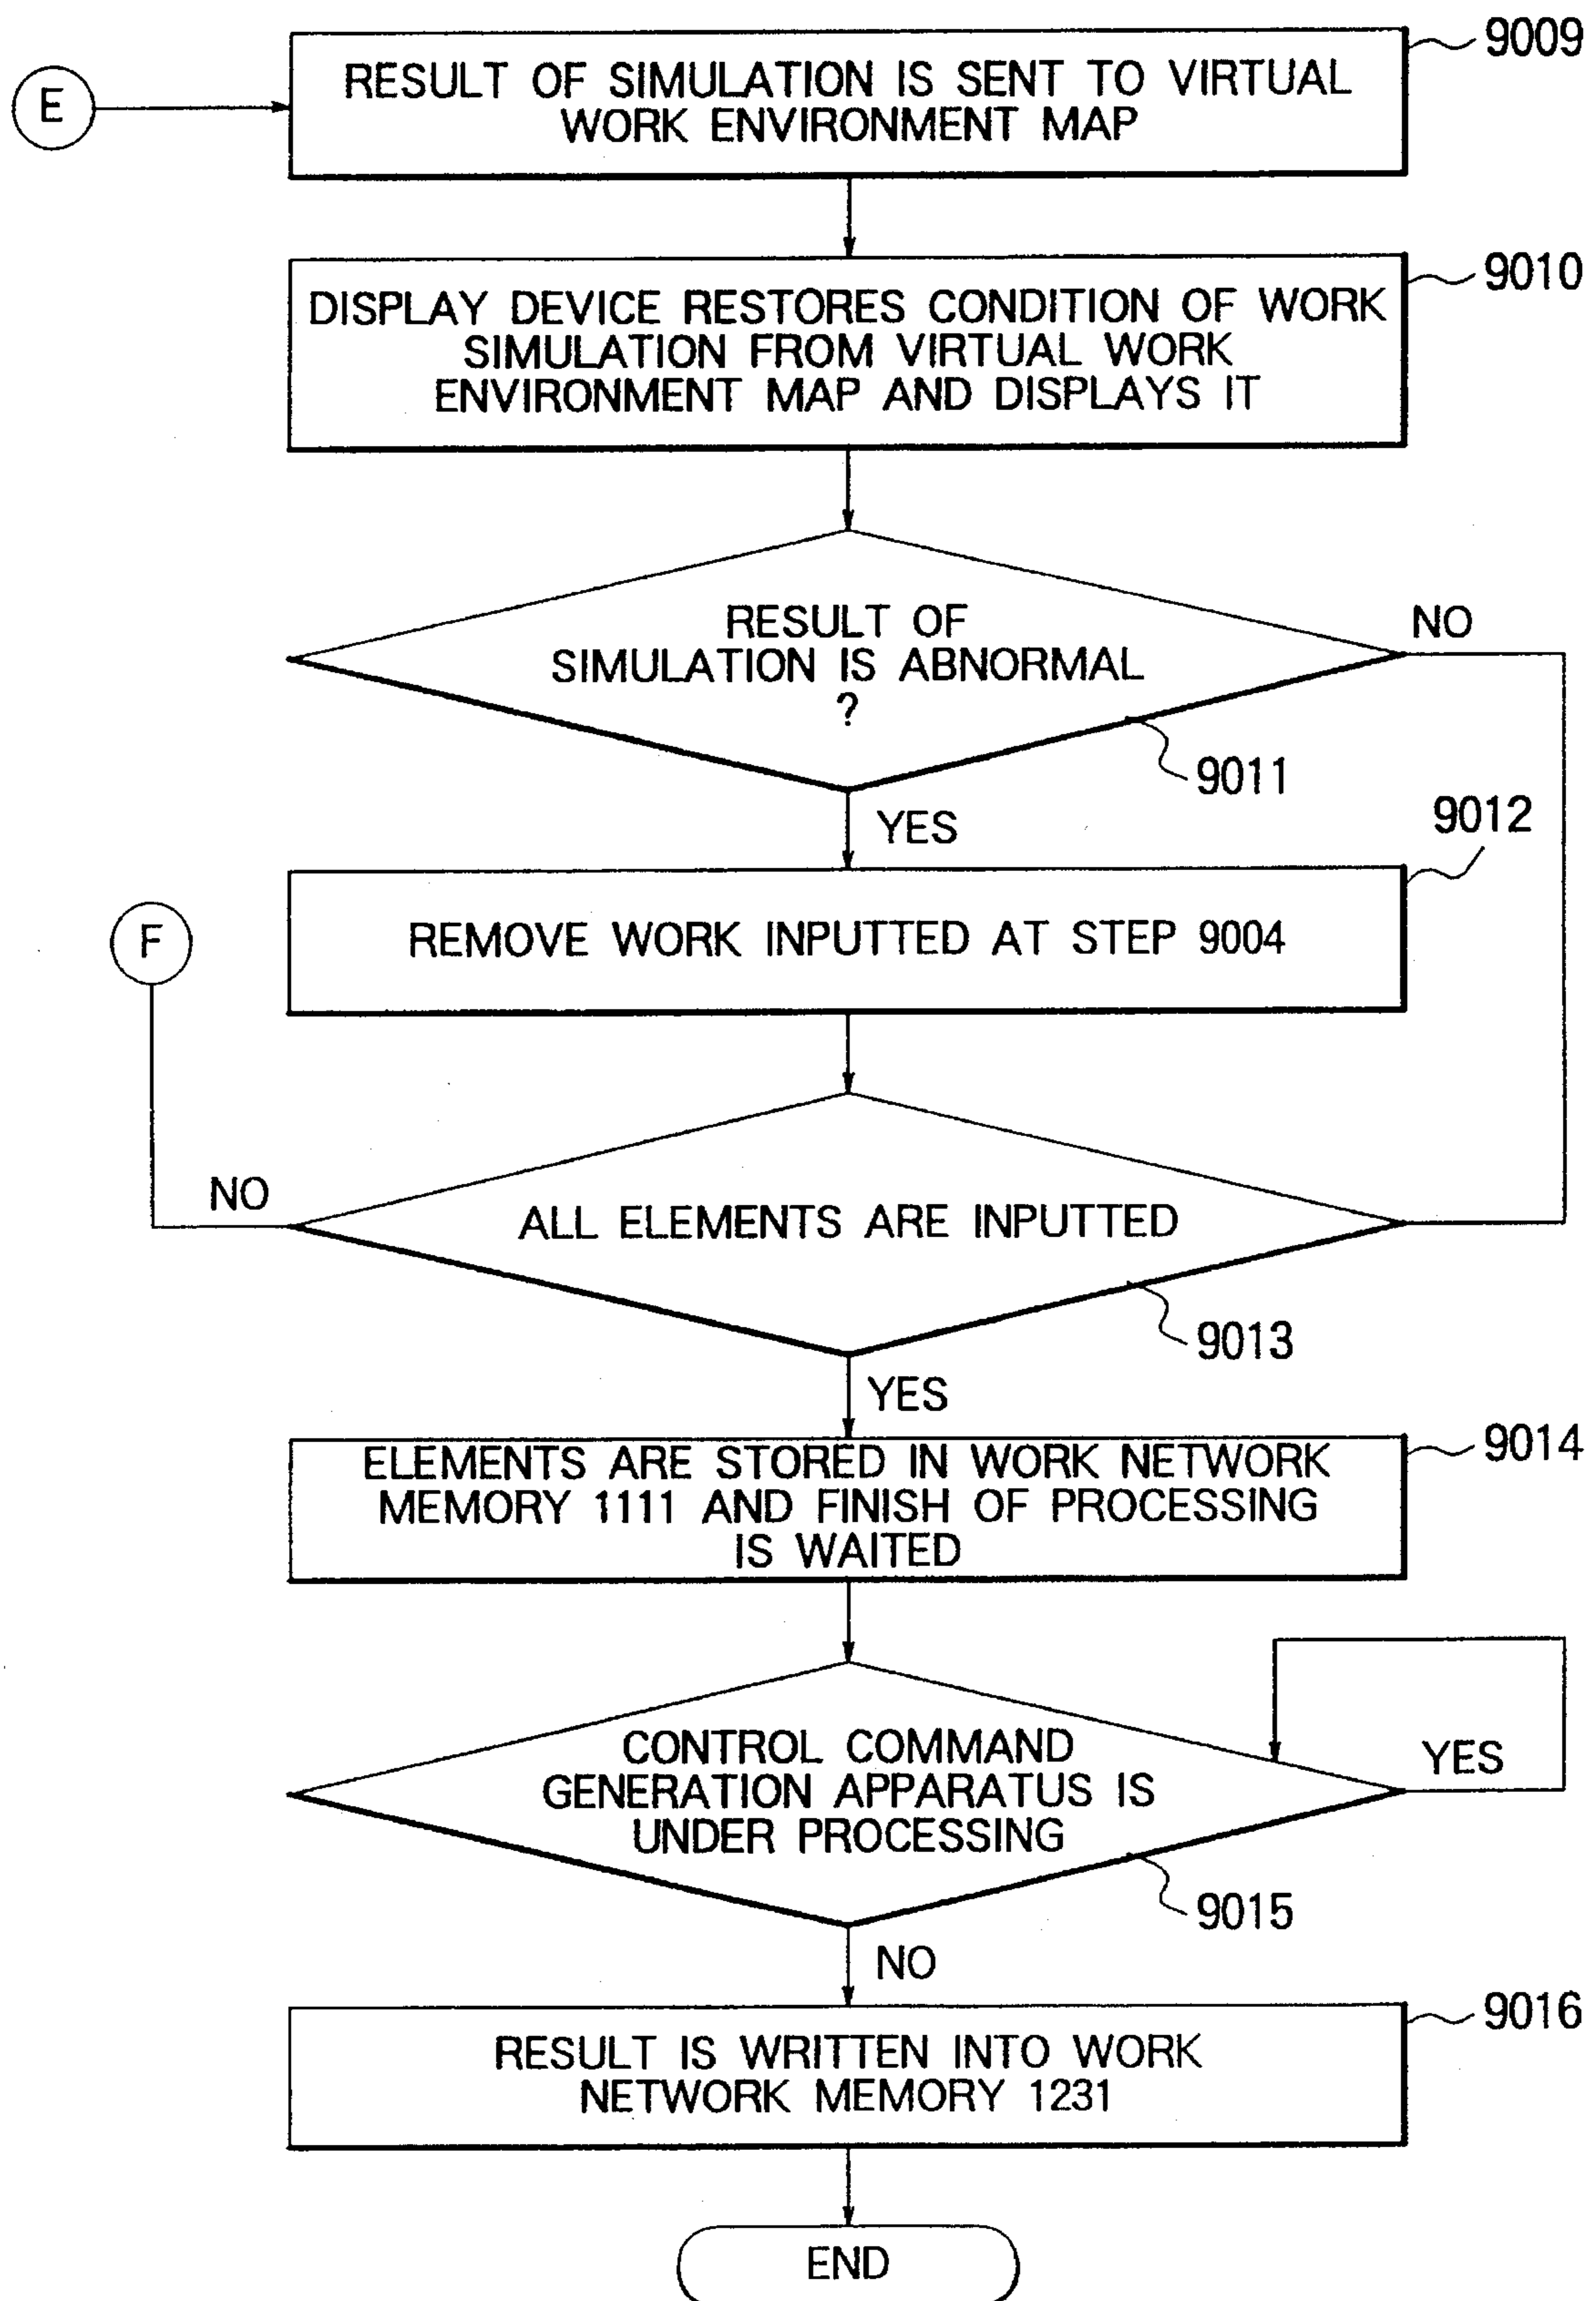 9009
E
RESULT OF SIMULATION IS SENT TO VIRTUAL
WORK ENVIRONMENT MAP
9010
DISPLAY DEVICE RESTORES CONDITION OF WORK
SIMULATION FROM VIRTUAL WORK
ENVIRONMENT MAP AND DISPLAYS IT
RESULT OF
SIMULATION IS ABNORMAL
?
NO
9011
YES
9012
F
REMOVE WORK INPUTTED AT STEP 9004
NO
ALL ELEMENTS ARE INPUTTED
9013
YES
9014
ELEMENTS ARE STORED IN WORK NETWORK
MEMORY 1111 AND FINISH OF PROCESSING
IS WAITED
CONTROL COMMAND
GENERATION APPARATUS IS
UNDER PROCESSING
YES
9015
NO
9016
RESULT IS WRITTEN INTO WORK
NETWORK MEMORY 1231
END